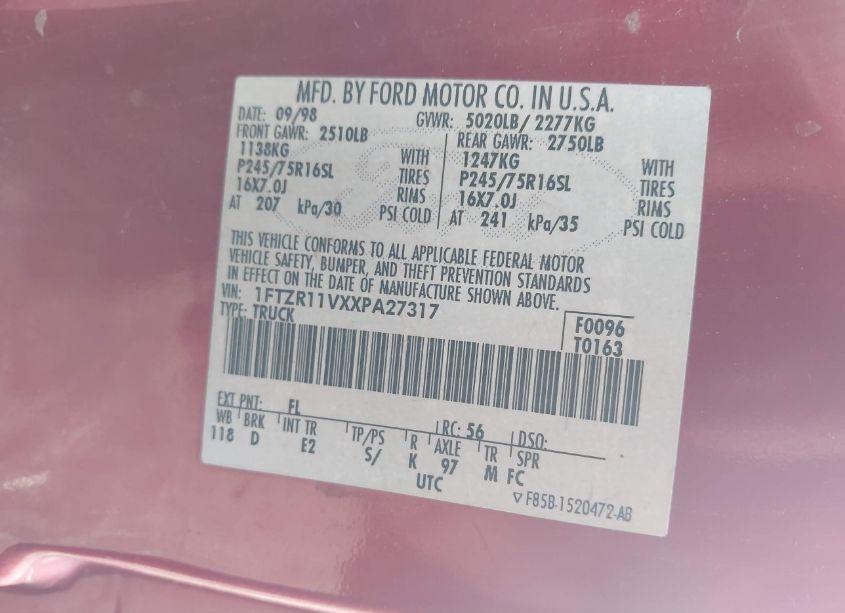 MFD. BY FORD MOTOR CO. IN U.S.A.
DATE: 09/98 GVWR: 5020LB/ 2277KG
FRONT GAWR: 2510LB REAR GAWR: 2750LB
1138KG WITH 1247KG WITH
P245/75R16SL TIRES P245/75R16SL TIRES
16X7.0J RIMS 16X7.0J RIMS
AT 207 kPa/30 PSI COLD AT 241 kPa/35 PSI COLD
THIS VEHICLE CONFORMS TO ALL APPLICABLE FEDERAL MOTOR
VEHICLE SAFETY, BUMPER, AND THEFT PREVENTION STANDARDS
IN EFFECT ON THE DATE OF MANUFACTURE SHOWN ABOVE.
VIN: 1FTZR11VXXPA27317
TYPE: TRUCK
F0096
T0163
EXT PNT: FL RC: 56 DSO:
WB BRK INT TR TP/PS R AXLE TR SPR
118 D E2 S/ K 97 M FC
UTC
▽ F85B-1520472-AB